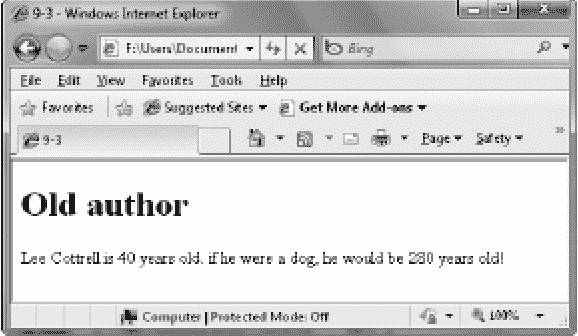 9-3 - Windows Internet Explorer
F:\Users\Document
Bing
File Edit View Favorites Tools Help
Favorites Suggested Sites Get More Add-ons
9-3 Page Safety »
Old author
Lee Cottrell is 40 years old. if he were a dog, he would be 280 years old!
Computer | Protected Mode: Off 100%